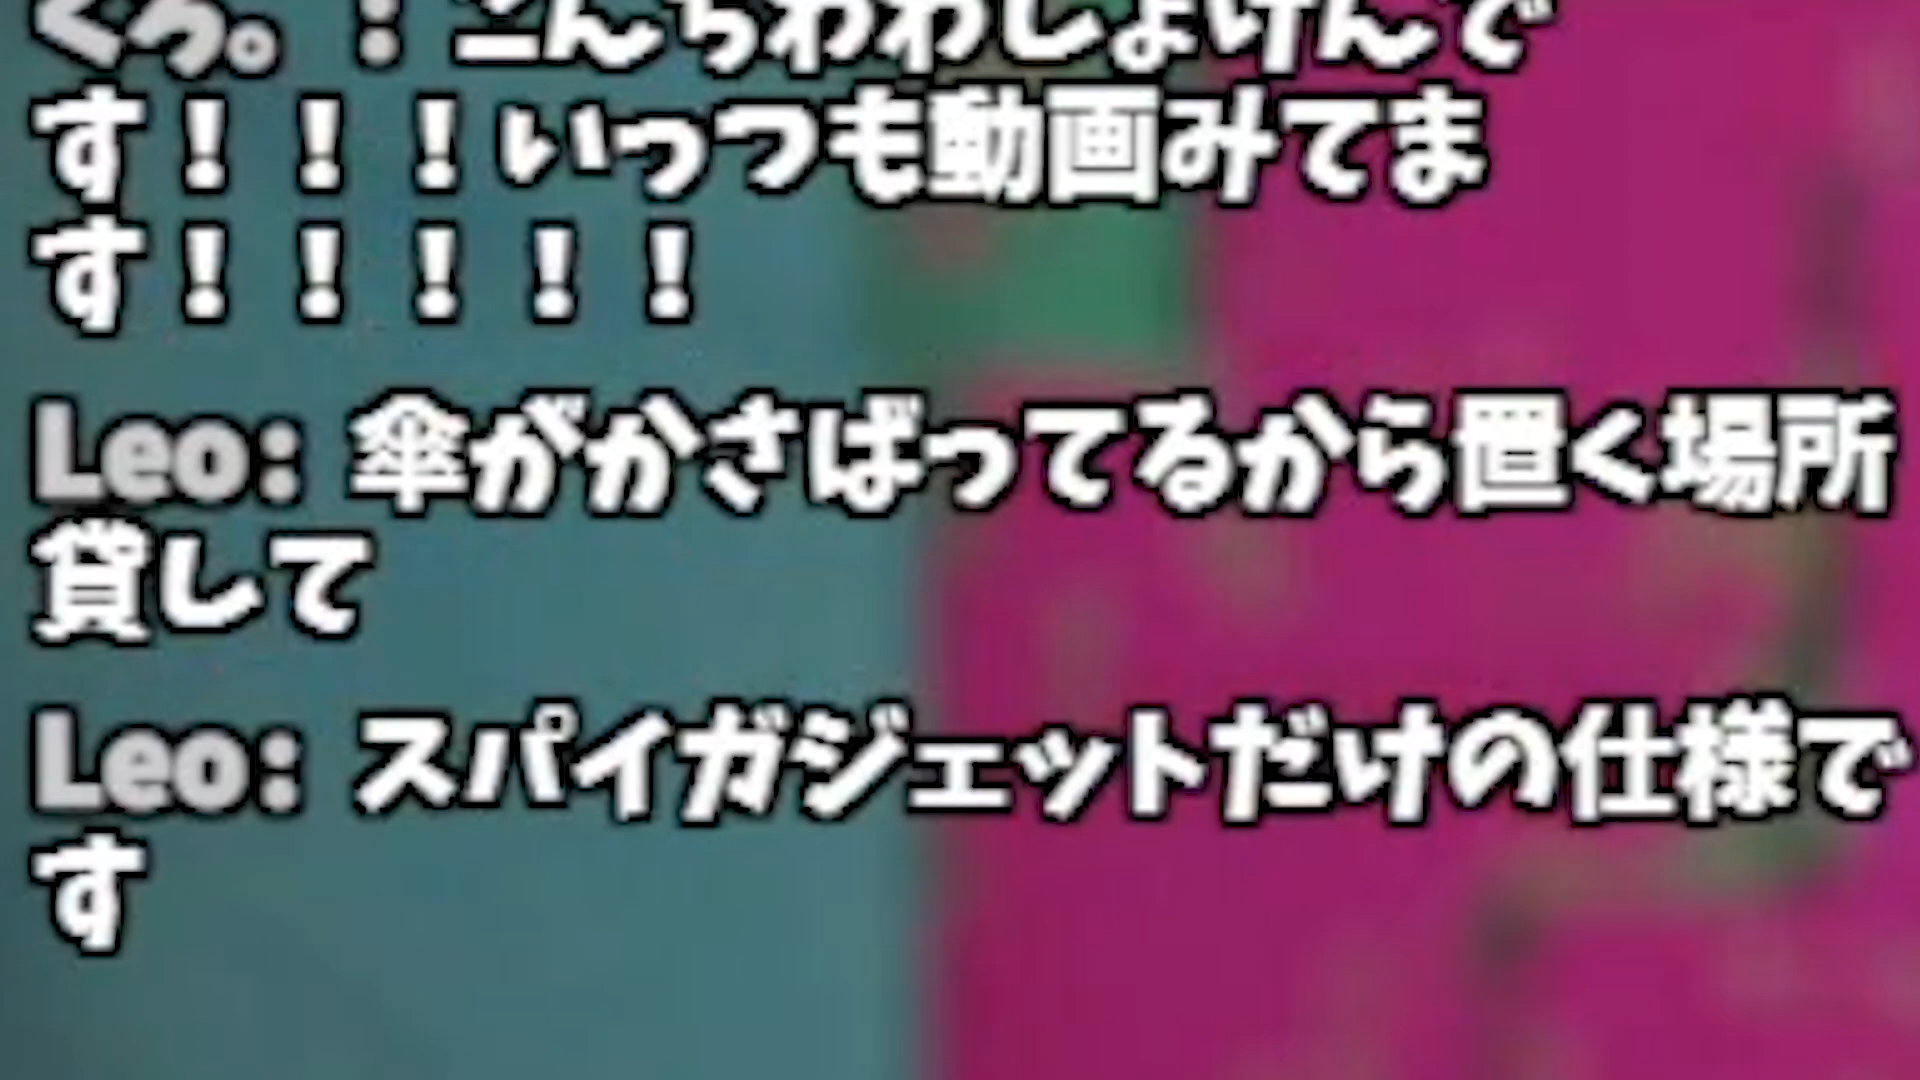 くろ。：こんちわわしょけんで
す！！！いっつも動画みてま
す！！！！！
Leo: 傘がかさばってるから置く場所
貸して
Leo: スパイガジェットだけの仕様で
す